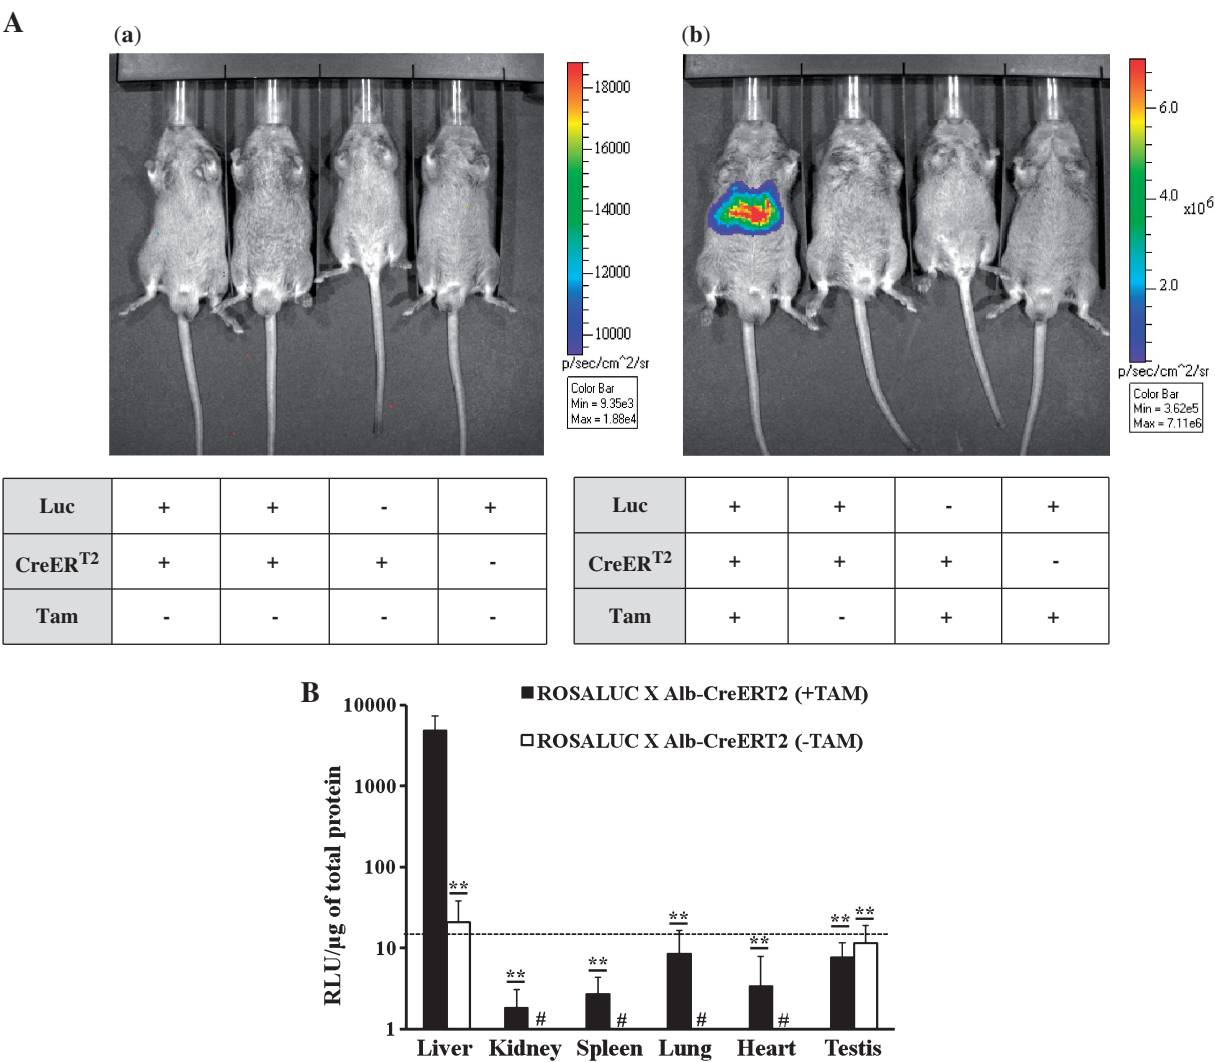 A
(a)
(b)
18000
16000
14000
12000
10000
p/sec/cm^2/sr
Color Bar
Min = 9.35e3
Max = 1.88e4
6.0
4.0
x10^6
2.0
p/sec/cm^2/sr
Color Bar
Min = 3.62e5
Max = 7.11e6
Luc + + - +
CreER^T2 + + + -
Tam - - - -
Luc + + - +
CreER^T2 + + + -
Tam + - + +
B
ROSALUC X Alb-CreERT2 (+TAM)
ROSALUC X Alb-CreERT2 (-TAM)
RLU/µg of total protein
10000
1000
100
10
1
** ** ** ** ** ** **
# # # #
Liver Kidney Spleen Lung Heart Testis